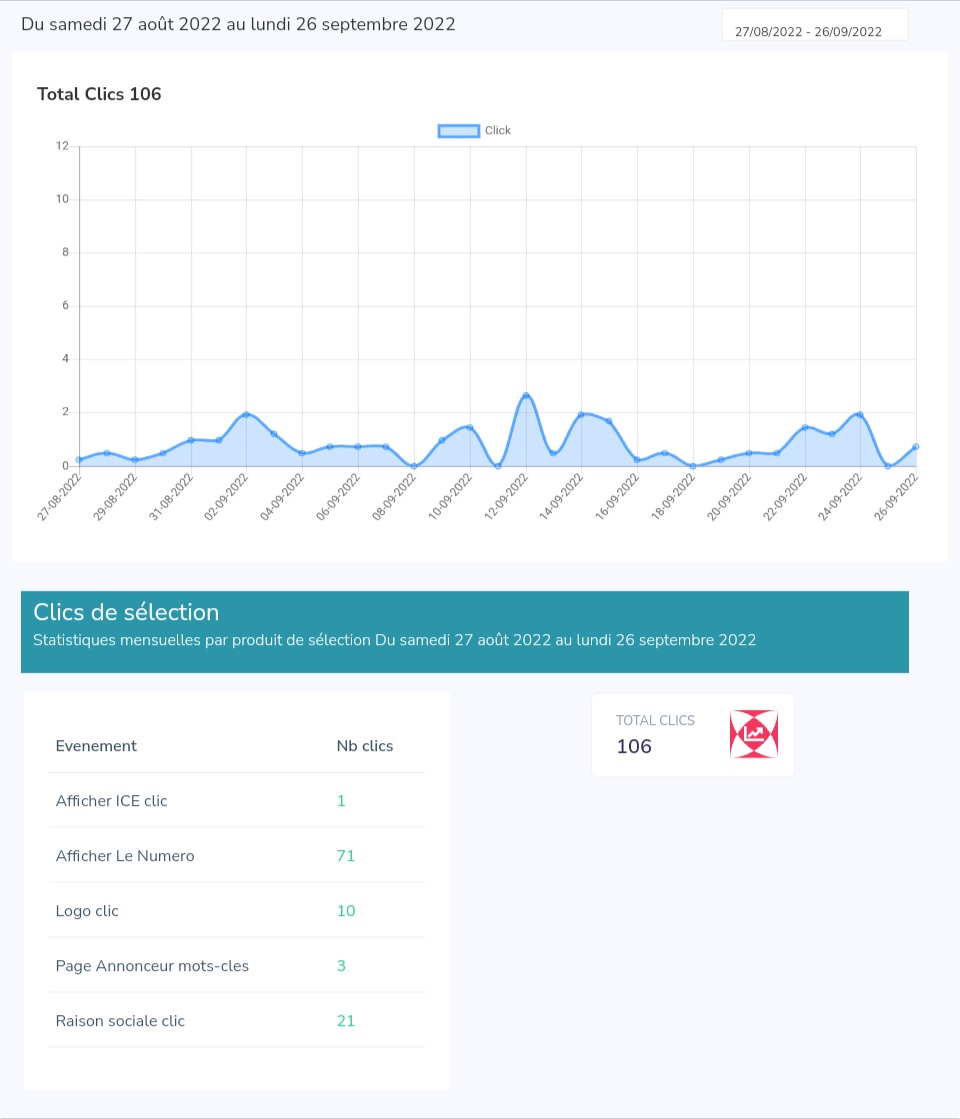 Du samedi 27 août 2022 au lundi 26 septembre 2022
27/08/2022 - 26/09/2022
Total Clics 106
Click
12
10
8
6
4
2
0
27-08-2022
29-08-2022
31-08-2022
02-09-2022
04-09-2022
06-09-2022
08-09-2022
10-09-2022
12-09-2022
14-09-2022
16-09-2022
18-09-2022
20-09-2022
22-09-2022
24-09-2022
26-09-2022
Clics de sélection
Statistiques mensuelles par produit de sélection Du samedi 27 août 2022 au lundi 26 septembre 2022
TOTAL CLICS
106
Evenement Nb clics
Afficher ICE clic 1
Afficher Le Numero 71
Logo clic 10
Page Annonceur mots-cles 3
Raison sociale clic 21